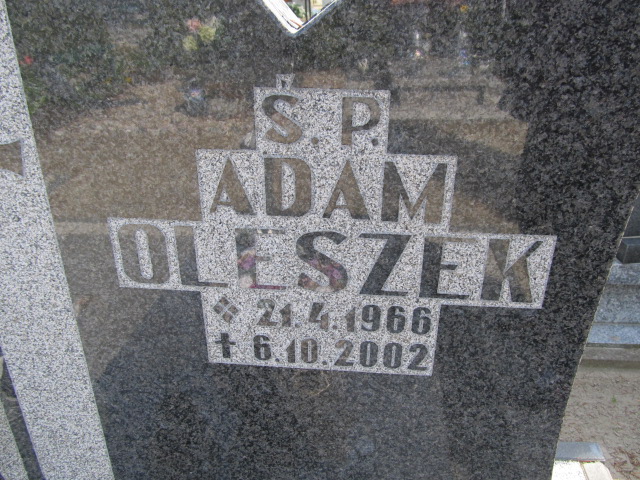 Ś. P.
ADAM
OLESZEK
21.4.1966
✝ 6.10.2002